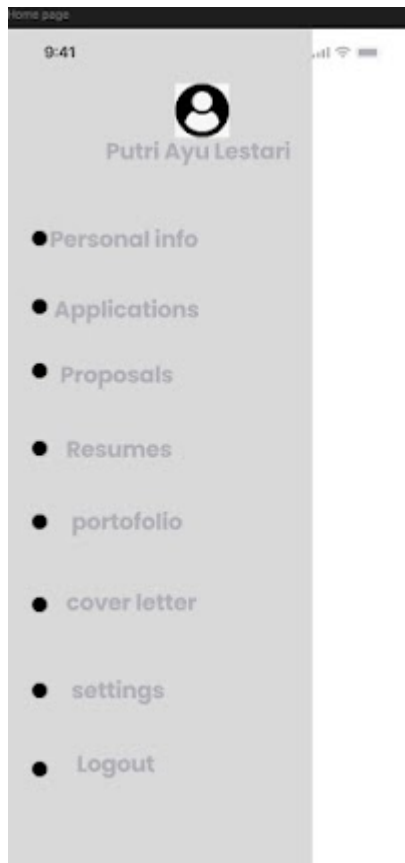 Home page
9:41
Putri Ayu Lestari
Personal info
Applications
Proposals
Resumes
portofolio
cover letter
settings
Logout